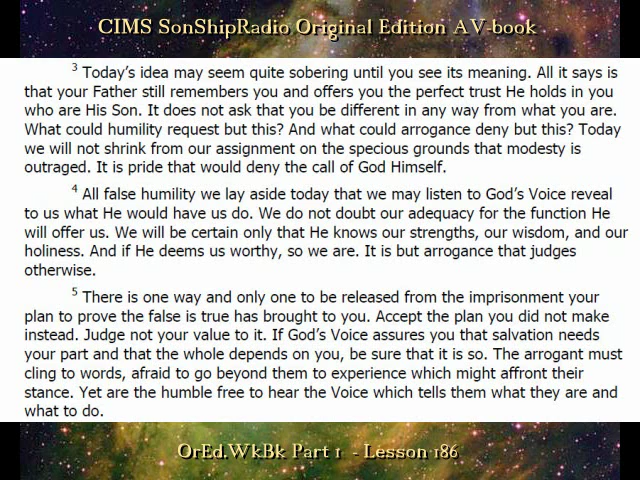 CIMS SonShipRadio Original Edition AV-book
3 Today's idea may seem quite sobering until you see its meaning. All it says is
that your Father still remembers you and offers you the perfect trust He holds in you
who are His Son. It does not ask that you be different in any way from what you are.
What could humility request but this? And what could arrogance deny but this? Today
we will not shrink from our assignment on the specious grounds that modesty is
outraged. It is pride that would deny the call of God Himself.
4 All false humility we lay aside today that we may listen to God's Voice reveal
to us what He would have us do. We do not doubt our adequacy for the function He
will offer us. We will be certain only that He knows our strengths, our wisdom, and our
holiness. And if He deems us worthy, so we are. It is but arrogance that judges
otherwise.
5 There is one way and only one to be released from the imprisonment your
plan to prove the false is true has brought to you. Accept the plan you did not make
instead. Judge not your value to it. If God's Voice assures you that salvation needs
your part and that the whole depends on you, be sure that it is so. The arrogant must
cling to words, afraid to go beyond them to experience which might affront their
stance. Yet are the humble free to hear the Voice which tells them what they are and
what to do.
OrEd.WkBk Part 1 - Lesson 186